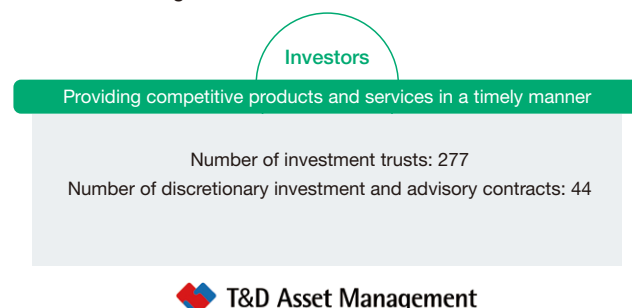 Investors
Providing competitive products and services in a timely manner
Number of investment trusts: 277
Number of discretionary investment and advisory contracts: 44
T&D Asset Management